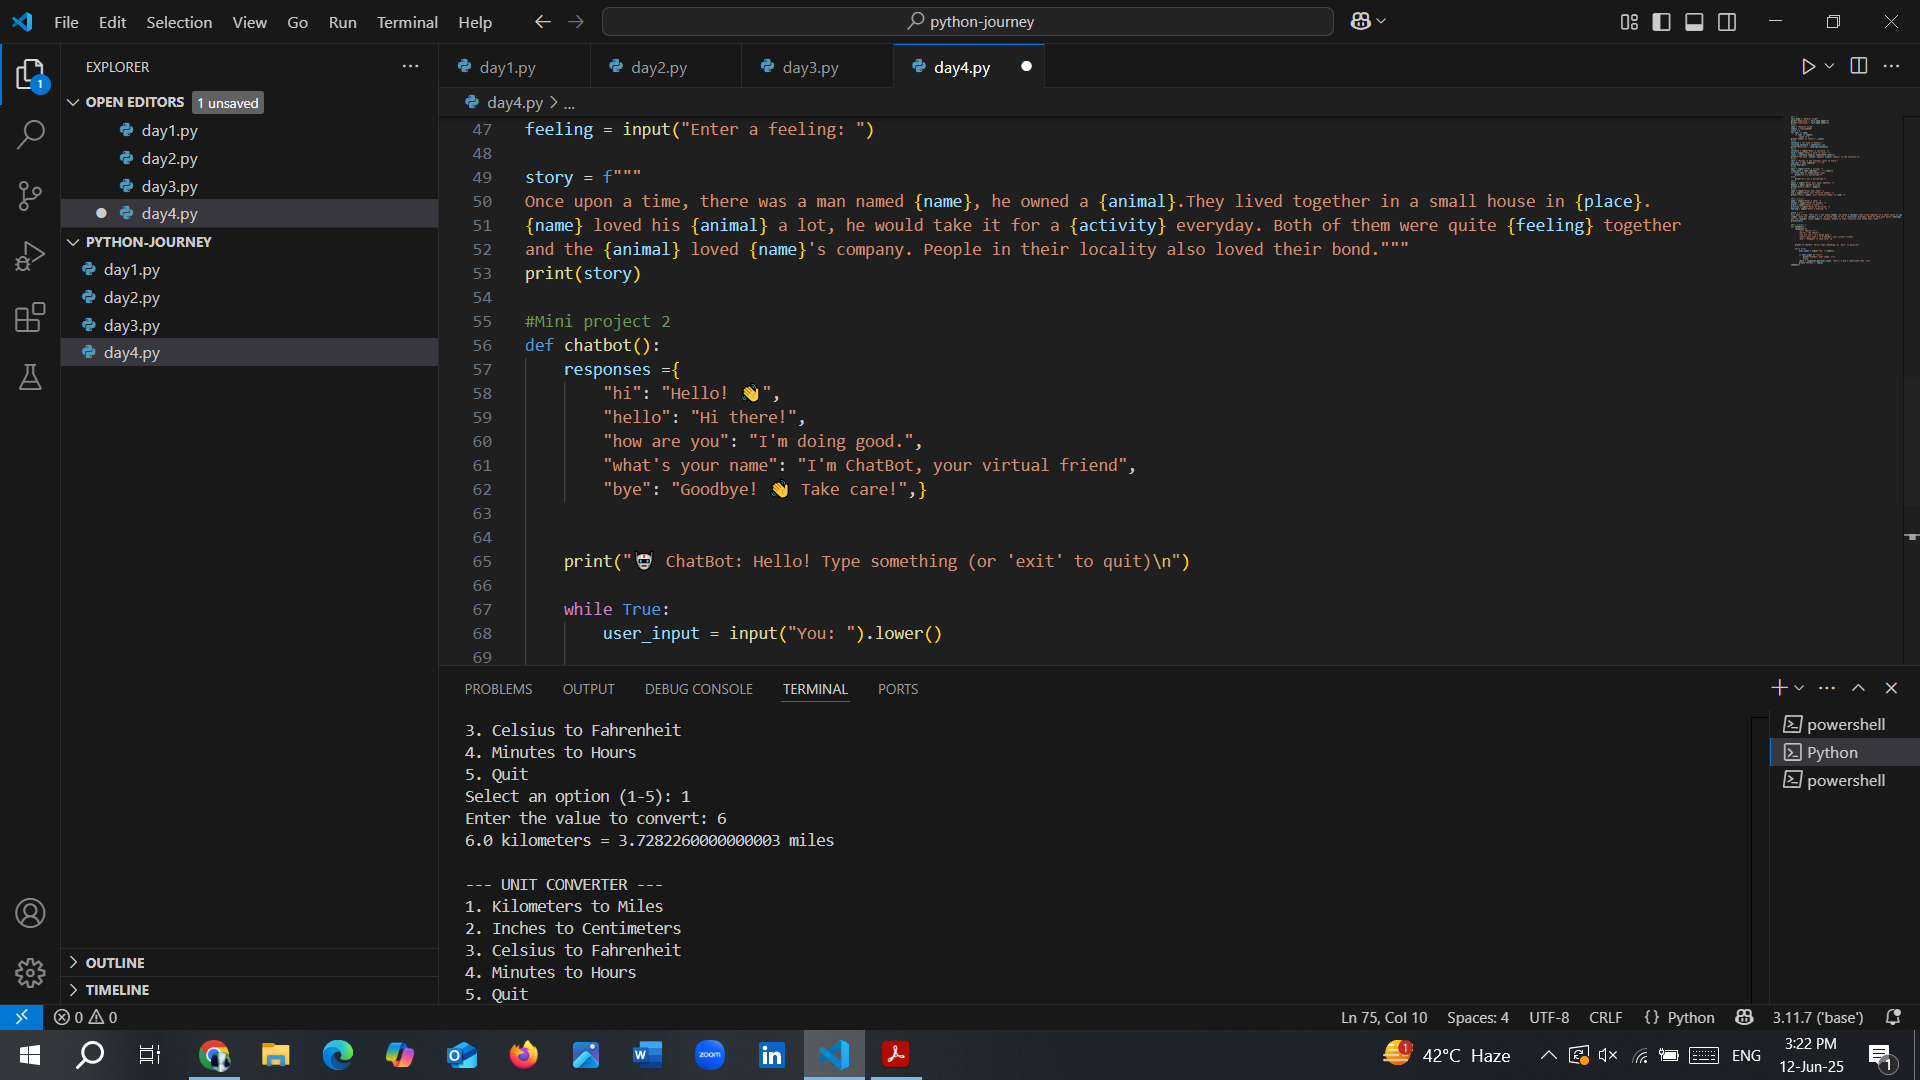 File Edit Selection View Go Run Terminal Help
python-journey
EXPLORER
OPEN EDITORS 1 unsaved
day1.py
day2.py
day3.py
day4.py
PYTHON-JOURNEY
day1.py
day2.py
day3.py
day4.py
OUTLINE
TIMELINE
1
day1.py day2.py day3.py day4.py
day4.py > ...
47 feeling = input("Enter a feeling: ")
48
49 story = f"""
50 Once upon a time, there was a man named {name}, he owned a {animal}.They lived together in a small house in {place}.
51 {name} loved his {animal} a lot, he would take it for a {activity} everyday. Both of them were quite {feeling} together
52 and the {animal} loved {name}'s company. People in their locality also loved their bond."""
53 print(story)
54
55 #Mini project 2
56 def chatbot():
57 responses ={
58 "hi": "Hello! 👋",
59 "hello": "Hi there!",
60 "how are you": "I'm doing good.",
61 "what's your name": "I'm ChatBot, your virtual friend",
62 "bye": "Goodbye! 👋 Take care!",}
63
64
65 print("🤖 ChatBot: Hello! Type something (or 'exit' to quit)\n")
66
67 while True:
68 user_input = input("You: ").lower()
69
PROBLEMS OUTPUT DEBUG CONSOLE TERMINAL PORTS
3. Celsius to Fahrenheit
4. Minutes to Hours
5. Quit
Select an option (1-5): 1
Enter the value to convert: 6
6.0 kilometers = 3.7282260000000003 miles
--- UNIT CONVERTER ---
1. Kilometers to Miles
2. Inches to Centimeters
3. Celsius to Fahrenheit
4. Minutes to Hours
5. Quit
powershell
Python
powershell
0 0
Ln 75, Col 10 Spaces: 4 UTF-8 CRLF {} Python 3.11.7 ('base')
zoom
1
42°C Haze
ENG
3:22 PM
12-Jun-25
1